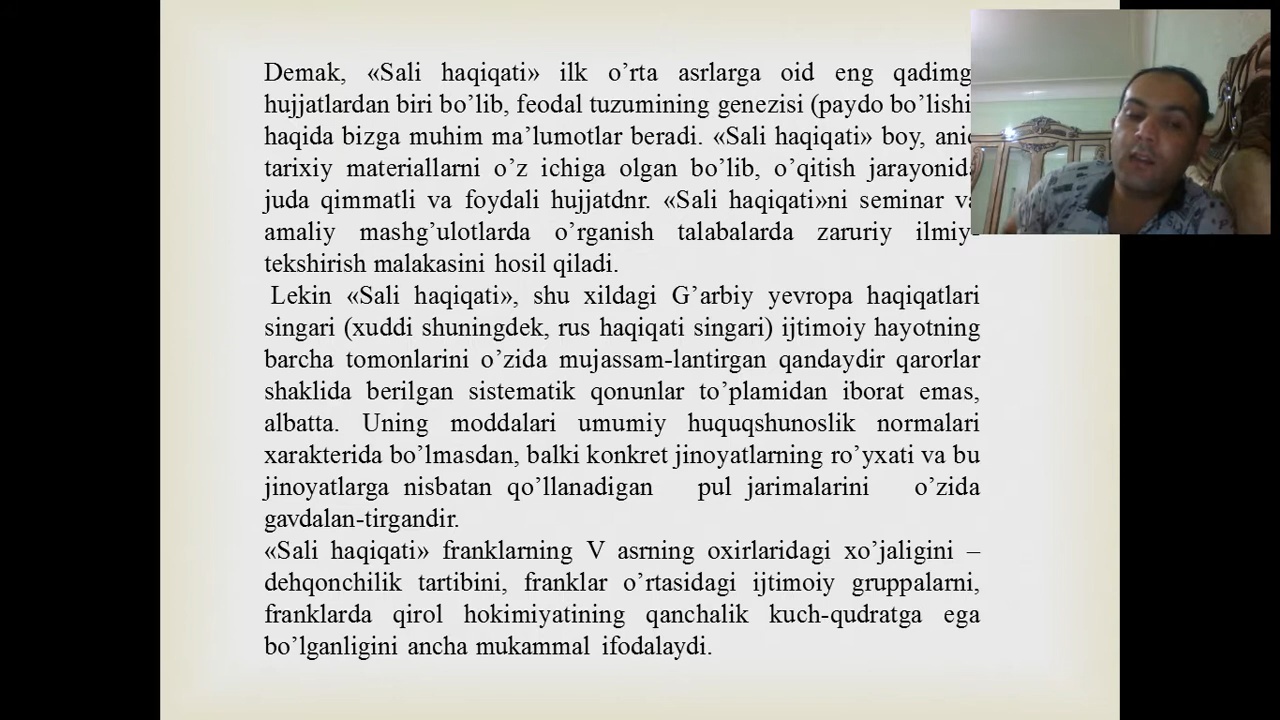 Demak, «Sali haqiqati» ilk o’rta asrlarga oid eng qadimg
hujjatlardan biri bo’lib, feodal tuzumining genezisi (paydo bo’lishi
haqida bizga muhim ma’lumotlar beradi. «Sali haqiqati» boy, ani
tarixiy materiallarni o’z ichiga olgan bo’lib, o’qitish jarayonid
juda qimmatli va foydali hujjatdnr. «Sali haqiqati»ni seminar v
amaliy mashg’ulotlarda o’rganish talabalarda zaruriy ilmiy-
tekshirish malakasini hosil qiladi.
Lekin «Sali haqiqati», shu xildagi G’arbiy yevropa haqiqatlari
singari (xuddi shuningdek, rus haqiqati singari) ijtimoiy hayotning
barcha tomonlarini o’zida mujassam-lantirgan qandaydir qarorlar
shaklida berilgan sistematik qonunlar to’plamidan iborat emas,
albatta. Uning moddalari umumiy huquqshunoslik normalari
xarakterida bo’lmasdan, balki konkret jinoyatlarning ro’yxati va bu
jinoyatlarga nisbatan qo’llanadigan pul jarimalarini o’zida
gavdalan-tirgandir.
«Sali haqiqati» franklarning V asrning oxirlaridagi xo’jaligini –
dehqonchilik tartibini, franklar o’rtasidagi ijtimoiy gruppalarni,
franklarda qirol hokimiyatining qanchalik kuch-qudratga ega
bo’lganligini ancha mukammal ifodalaydi.